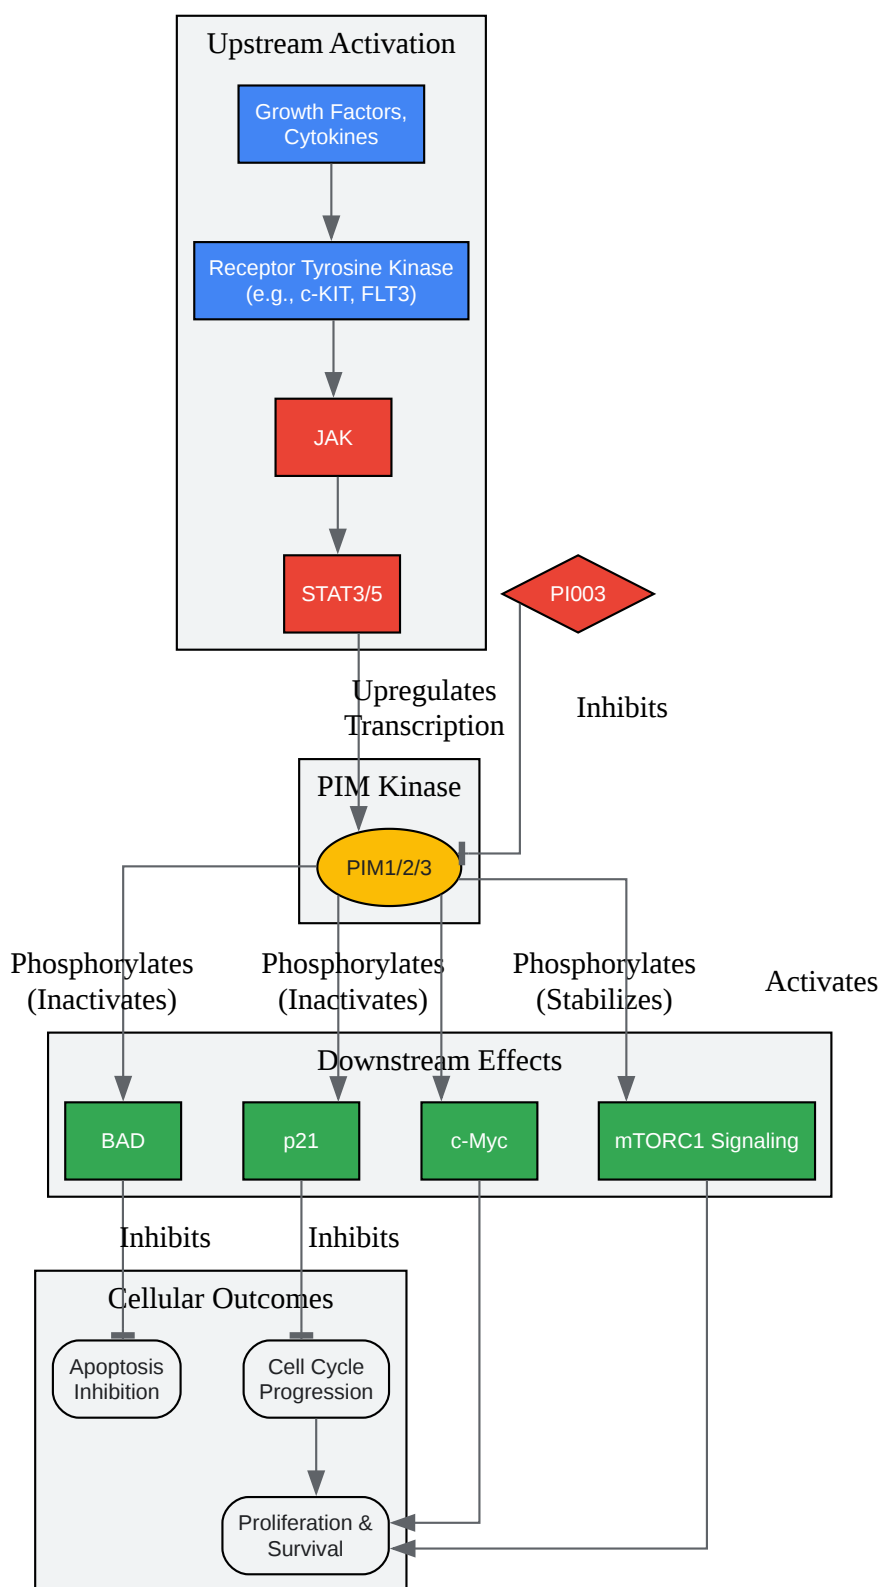 Upstream Activation
Growth Factors,
Cytokines
Receptor Tyrosine Kinase
(e.g., c-KIT, FLT3)
JAK
STAT3/5
PI003
Upregulates
Transcription
Inhibits
PIM Kinase
PIM1/2/3
Phosphorylates
(Inactivates)
Phosphorylates
(Inactivates)
Phosphorylates
(Stabilizes)
Activates
Downstream Effects
BAD
p21
c-Myc
mTORC1 Signaling
Inhibits
Inhibits
Cellular Outcomes
Apoptosis
Inhibition
Cell Cycle
Progression
Proliferation &
Survival